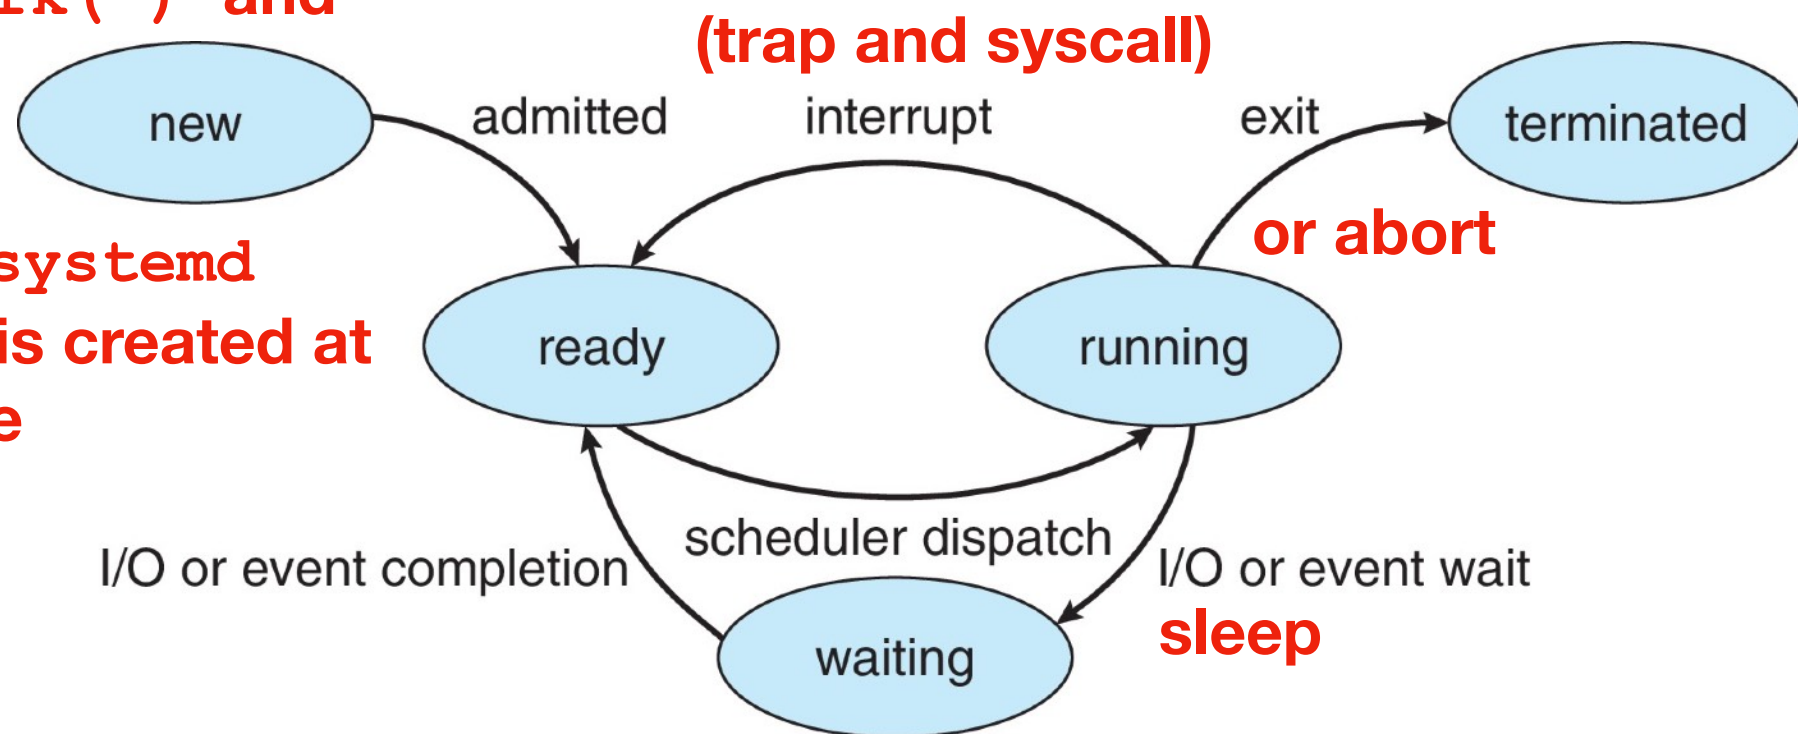 and
(trap and syscall)
new
admitted
interrupt
exit
terminated
or abort
systemd
is created at
ready
running
scheduler dispatch
I/O or event completion
I/O or event wait
sleep
waiting